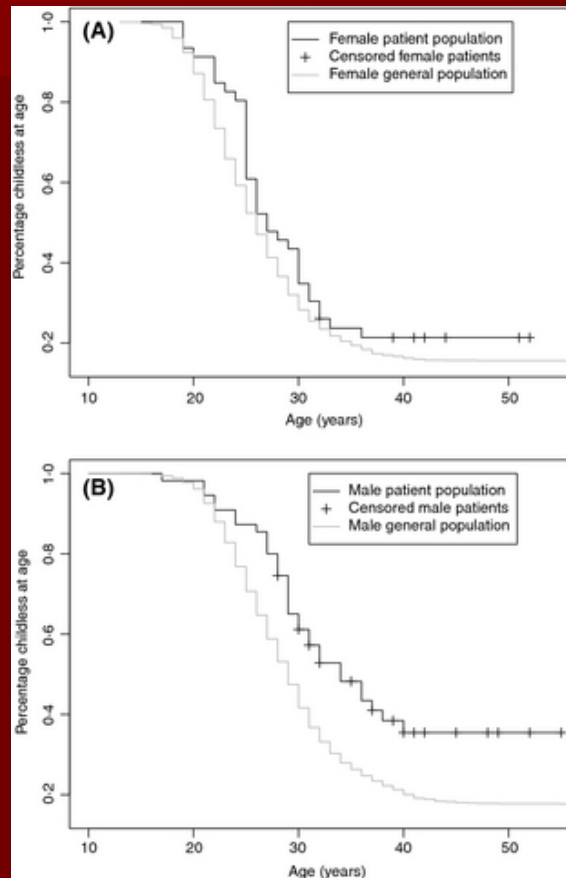 (A)
Female patient population
+ Censored female patients
Female general population
Percentage childless at age
1·0
0·8
0·6
0·4
0·2
10 20 30 40 50
Age (years)
(B)
Male patient population
+ Censored male patients
Male general population
Percentage childless at age
1·0
0·8
0·6
0·4
0·2
10 20 30 40 50
Age (years)